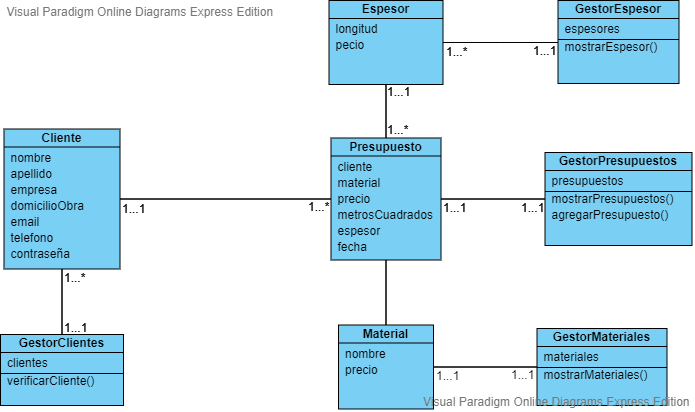 Visual Paradigm Online Diagrams Express Edition
Espesor
longitud
pecio
GestorEspesor
espesores
mostrarEspesor()
1...*
1...1
1...1
1...*
Cliente
nombre
apellido
empresa
domicilioObra
email
telefono
contraseña
1...1
1...*
Presupuesto
cliente
material
precio
metrosCuadrados
espesor
fecha
1...1
1...1
GestorPresupuestos
presupuestos
mostrarPresupuestos()
agregarPresupuesto()
1...*
1...1
GestorClientes
clientes
verificarCliente()
Material
nombre
precio
1...1
1...1
GestorMateriales
materiales
mostrarMateriales()
Visual Paradigm Online Diagrams Express Edition